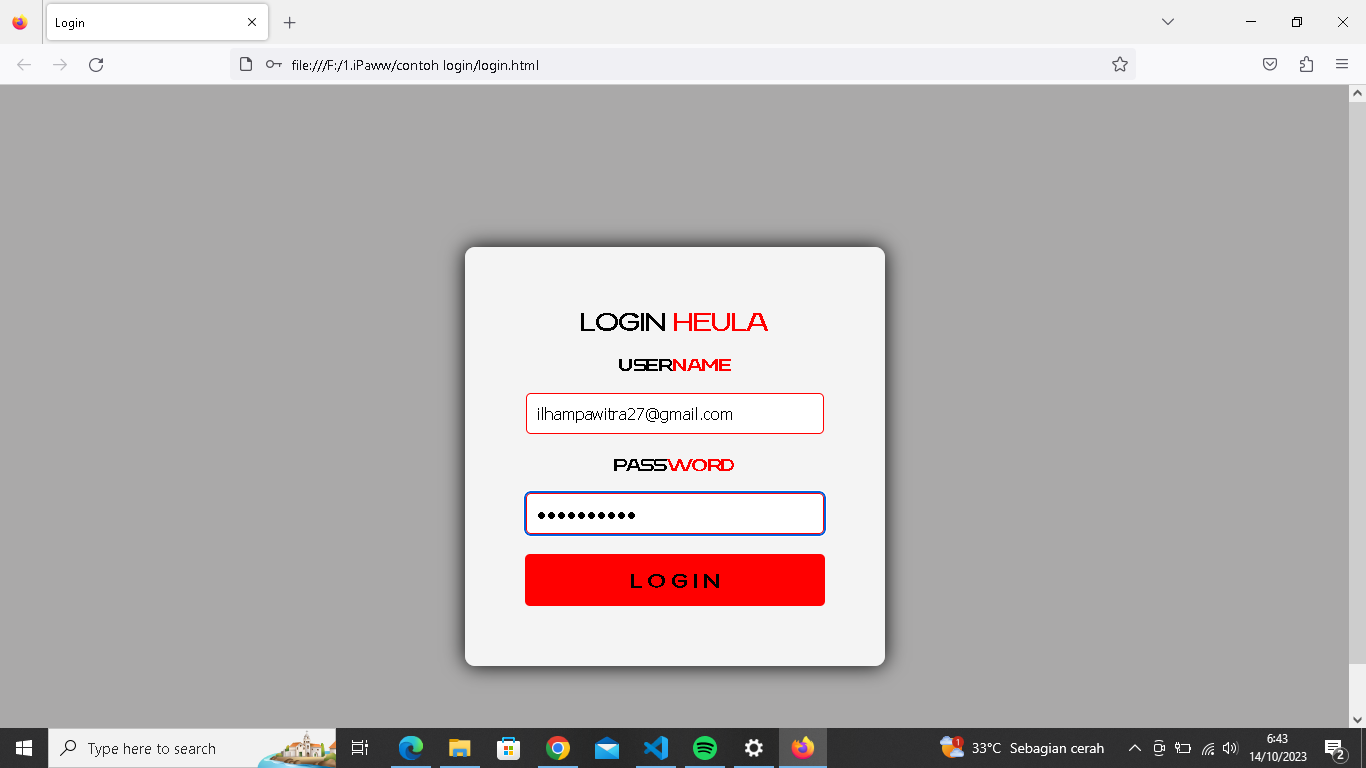 Login
file:///F:/1.iPaww/contoh login/login.html
LOGIN HEULA
USERNAME
ilhampawitra27@gmail.com
PASSWORD
••••••••••
LOGIN
Type here to search
1
33°C Sebagian cerah
6:43
14/10/2023
2